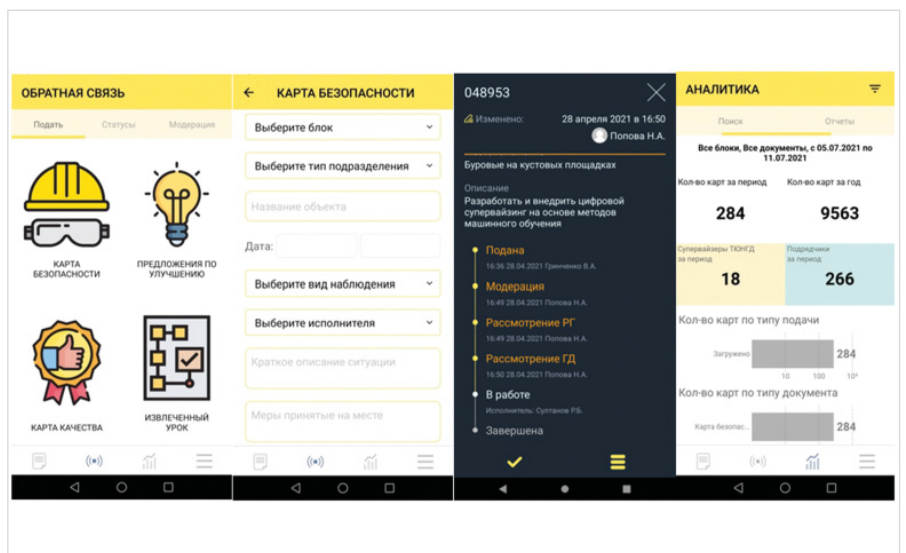 ОБРАТНАЯ СВЯЗЬ
Подать Статусы Модерация
КАРТА
БЕЗОПАСНОСТИ
ПРЕДЛОЖЕНИЯ ПО
УЛУЧШЕНИЮ
КАРТА КАЧЕСТВА
ИЗВЛЕЧЕННЫЙ
УРОК
КАРТА БЕЗОПАСНОСТИ
Выберите блок
Выберите тип подразделения
Название объекта
Дата:
Выберите вид наблюдения
Выберите исполнителя
Краткое описание ситуации
Меры принятые на месте
048953
Изменено: 28 апреля 2021 в 16:50
Попова Н.А.
Буровые на кустовых площадках
Описание
Разработать и внедрить цифровой
супервайзинг на основе методов
машинного обучения
Подана
16:36 28.04.2021 Гринченко В.А.
Модерация
16:49 28.04.2021 Попова Н.А.
Рассмотрение РГ
16:49 28.04.2021 Попова Н.А.
Рассмотрение ГД
16:50 28.04.2021 Попова Н.А.
В работе
Исполнитель: Султанов Р.Б.
Завершена
АНАЛИТИКА
Поиск Отчеты
Все блоки, Все документы, с 05.07.2021 по
11.07.2021
Кол-во карт за период Кол-во карт за год
284 9563
Супервайзеры ТЮНГД
за период
18
Подрядчики
за период
266
Кол-во карт по типу подачи
Загружено 284
10 100 10³
Кол-во карт по типу документа
Карта безопас... 284